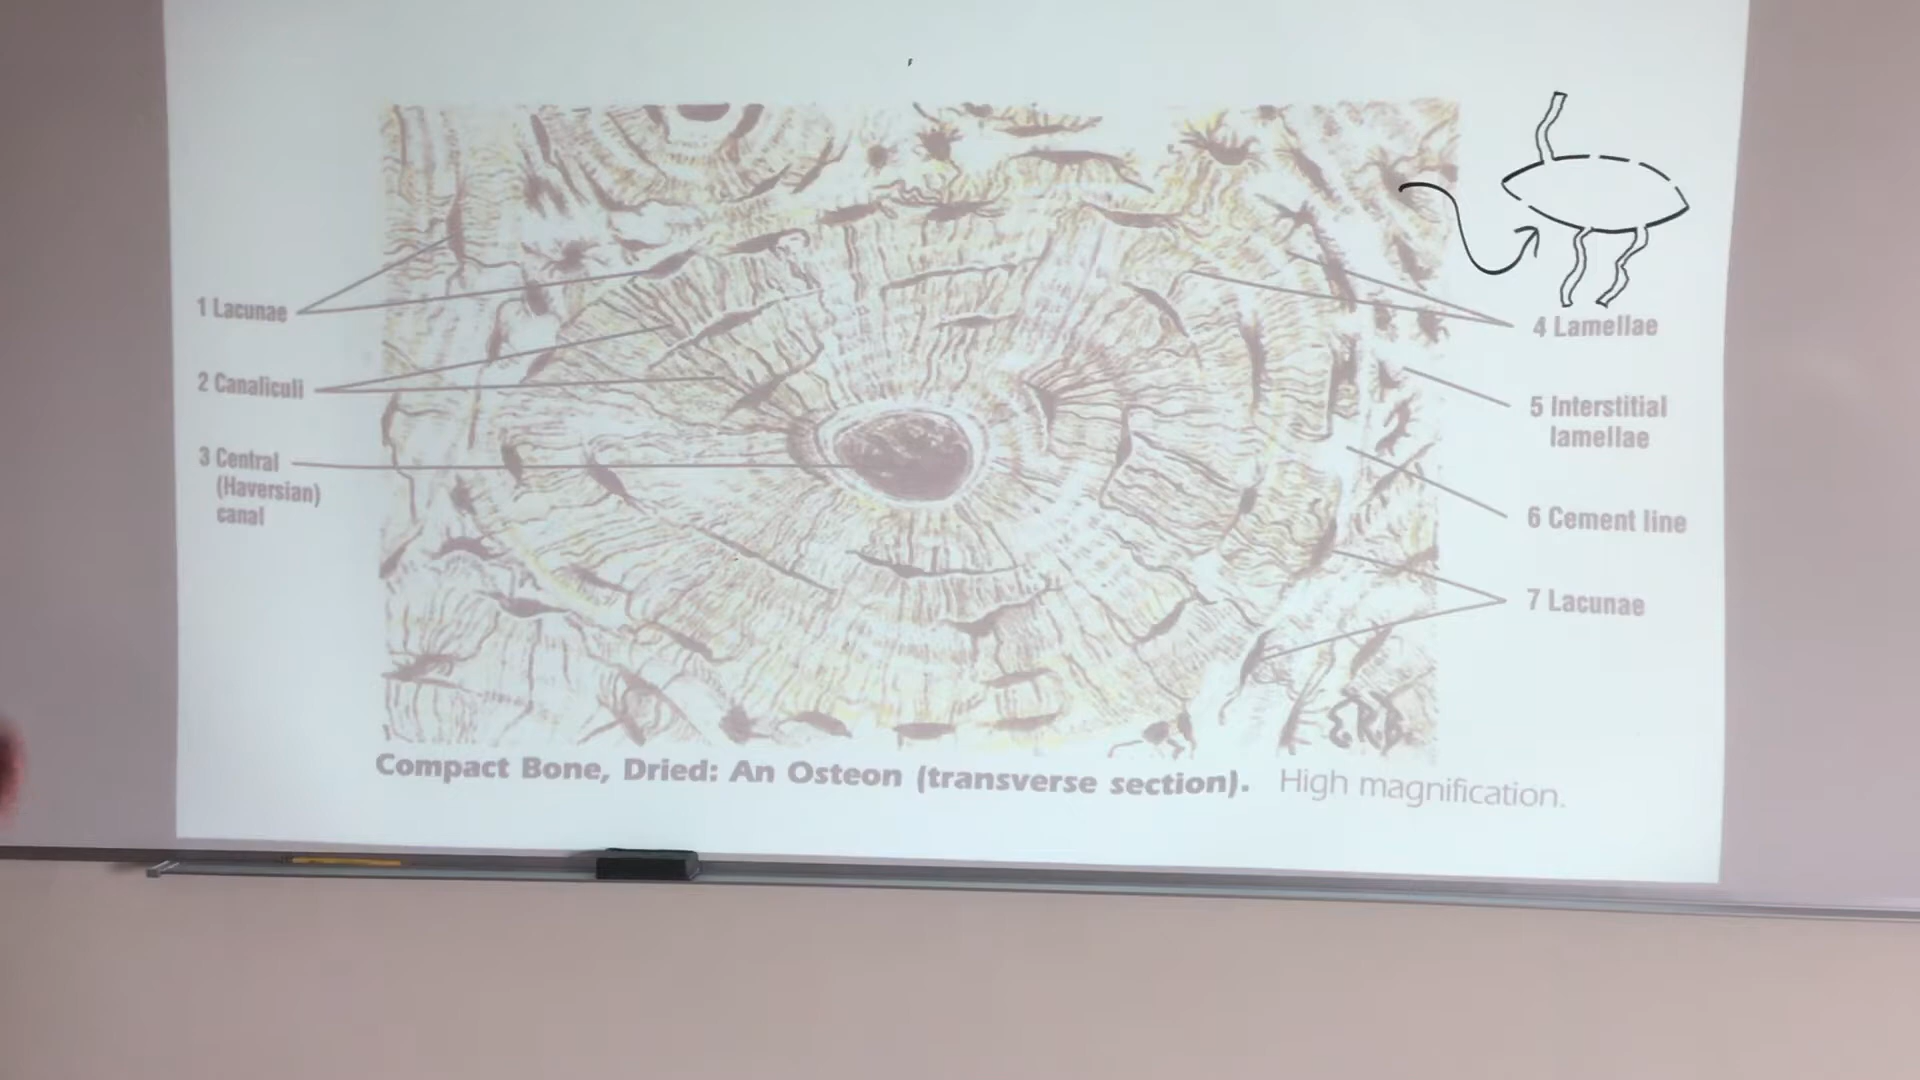 1 Lacunae
2 Canaliculi
3 Central
(Haversian)
canal
4 Lamellae
5 Interstitial
lamellae
6 Cement line
7 Lacunae
E.R.B.
Compact Bone, Dried: An Osteon (transverse section). High magnification.